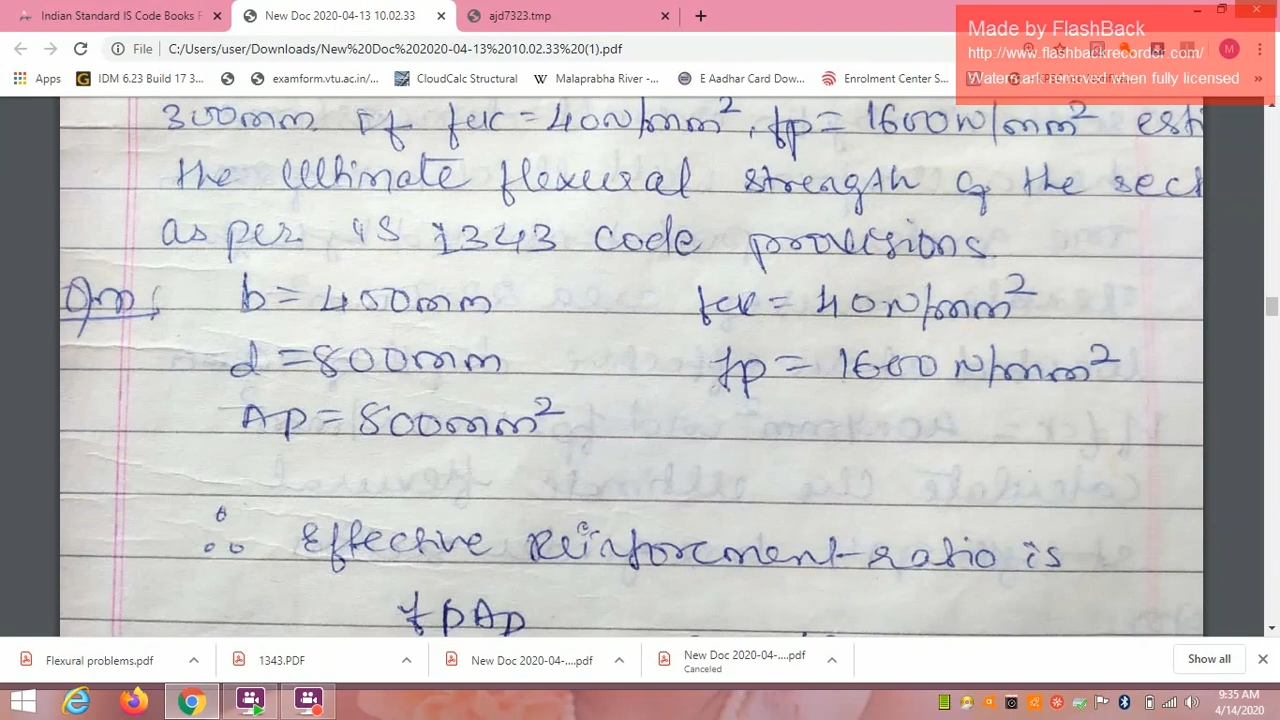 Indian Standard IS Code Books F
New Doc 2020-04-13 10.02.33
ajd7323.tmp
Made by FlashBack
http://www.flashbackrecorder.com/
Watermark removed when fully licensed
File
C:/Users/user/Downloads/New%20Doc%202020-04-13%2010.02.33%20(1).pdf
M
Apps
IDM 6.23 Build 17 3...
examform.vtu.ac.in/...
CloudCalc Structural
Malaprabha River -...
E Aadhar Card Dow...
Enrolment Center S...
300mm if fck = 40N/mm², fp = 1600N/mm² esti
the Ultimate flexural strength of the sect
as per IS 1343 code provisions.
b = 400mm fck = 40N/mm²
d = 800mm fp = 1600 N/mm²
Ap = 800mm²
∴ Effective Reinforcment ratio is
fpAp
Flexural problems.pdf
1343.PDF
New Doc 2020-04-....pdf
New Doc 2020-04-....pdf
Canceled
Show all
9:35 AM
4/14/2020